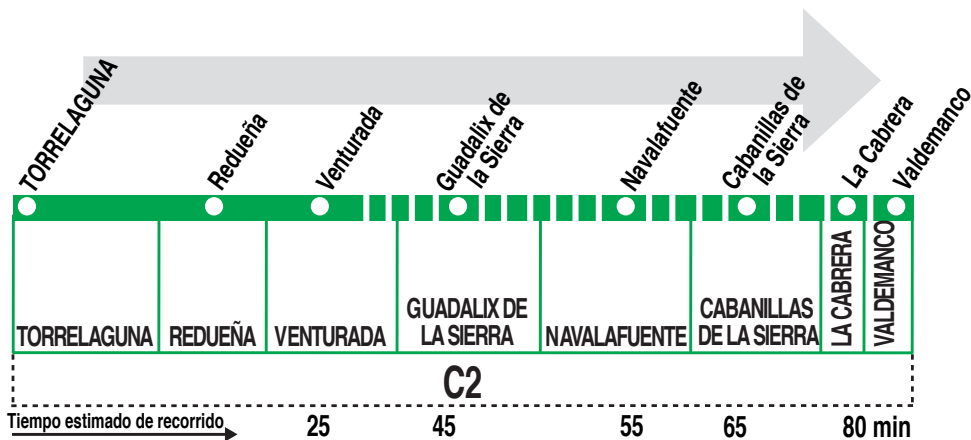 TORRELAGUNA
Redueña
Venturada
Guadalix de
la Sierra
Navalafuente
Cabanillas de
la Sierra
La Cabrera
Valdemanco
TORRELAGUNA
REDUEÑA
VENTURADA
GUADALIX DE
LA SIERRA
NAVALAFUENTE
CABANILLAS
DE LA SIERRA
LA CABRERA
VALDEMANCO
C2
Tiempo estimado de recorrido
25
45
55
65
80 min